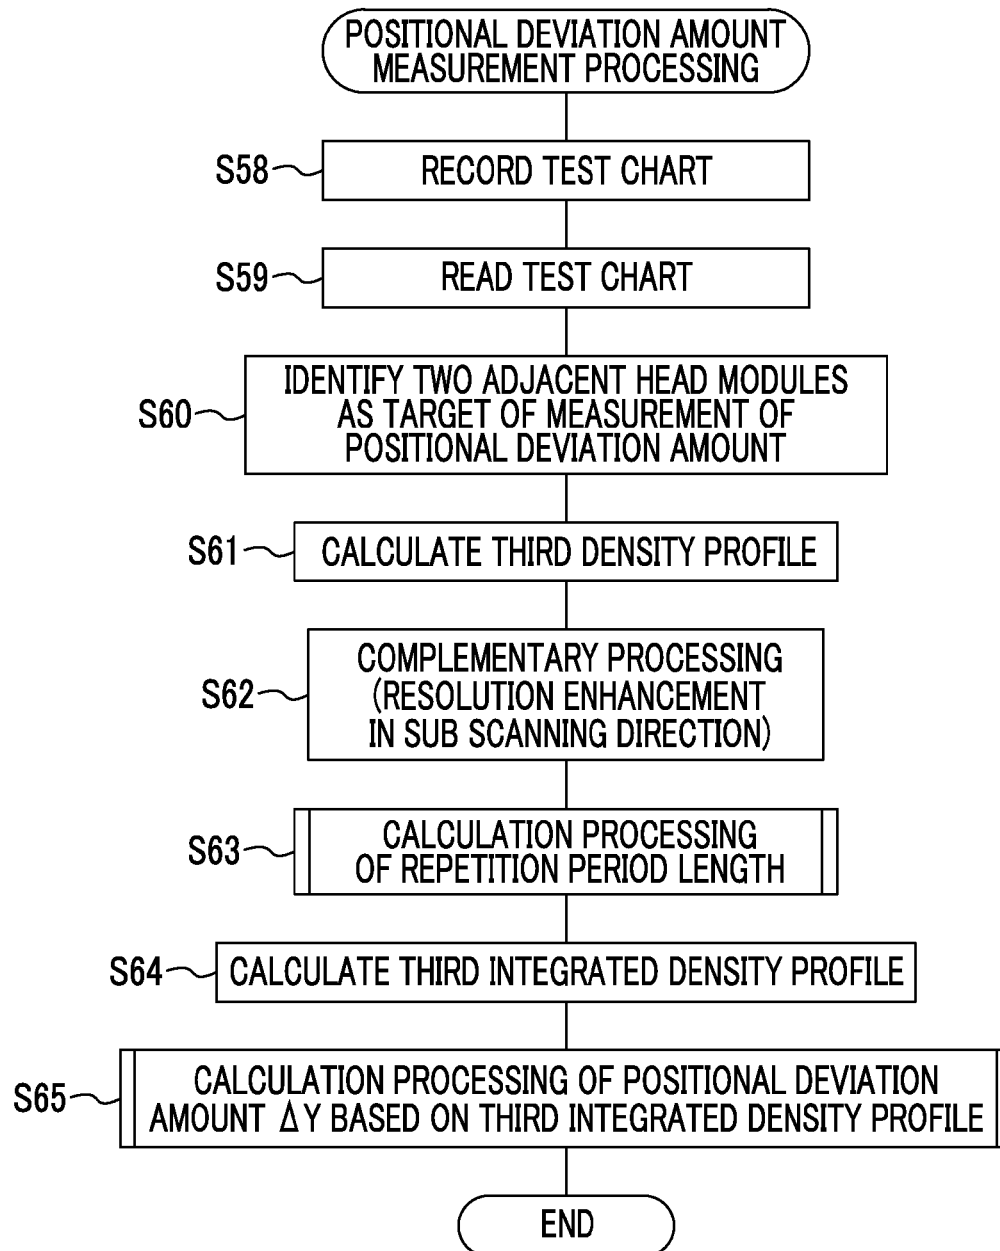 POSITIONAL DEVIATION AMOUNT
MEASUREMENT PROCESSING
S58
RECORD TEST CHART
S59
READ TEST CHART
S60
IDENTIFY TWO ADJACENT HEAD MODULES
AS TARGET OF MEASUREMENT OF
POSITIONAL DEVIATION AMOUNT
S61
CALCULATE THIRD DENSITY PROFILE
S62
COMPLEMENTARY PROCESSING
(RESOLUTION ENHANCEMENT
IN SUB SCANNING DIRECTION)
S63
CALCULATION PROCESSING
OF REPETITION PERIOD LENGTH
S64
CALCULATE THIRD INTEGRATED DENSITY PROFILE
S65
CALCULATION PROCESSING OF POSITIONAL DEVIATION
AMOUNT ΔY BASED ON THIRD INTEGRATED DENSITY PROFILE
END